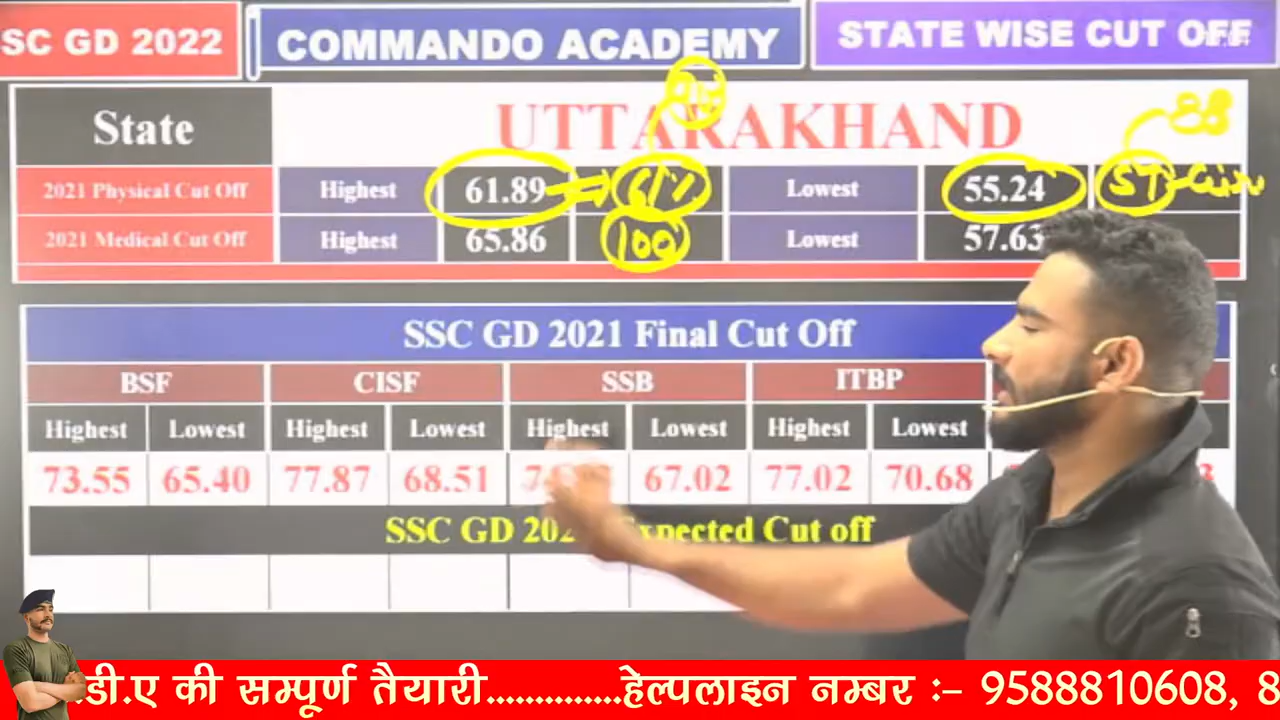 SC GD 2022 COMMANDO ACADEMY STATE WISE CUT OFF
State UTTARAKHAND 88
2021 Physical Cut Off Highest 61.89 Lowest 55.24 ST
2021 Medical Cut Off Highest 65.86 100 Lowest 57.63
SSC GD 2021 Final Cut Off
BSF CISF SSB ITBP
Highest Lowest Highest Lowest Highest Lowest Highest Lowest
73.55 65.40 77.87 68.51 67.02 77.02 70.68
SSC GD Expected Cut off
.डी.ए की सम्पूर्ण तैयारी.............हेल्पलाइन नम्बर :- 9588810608, 8